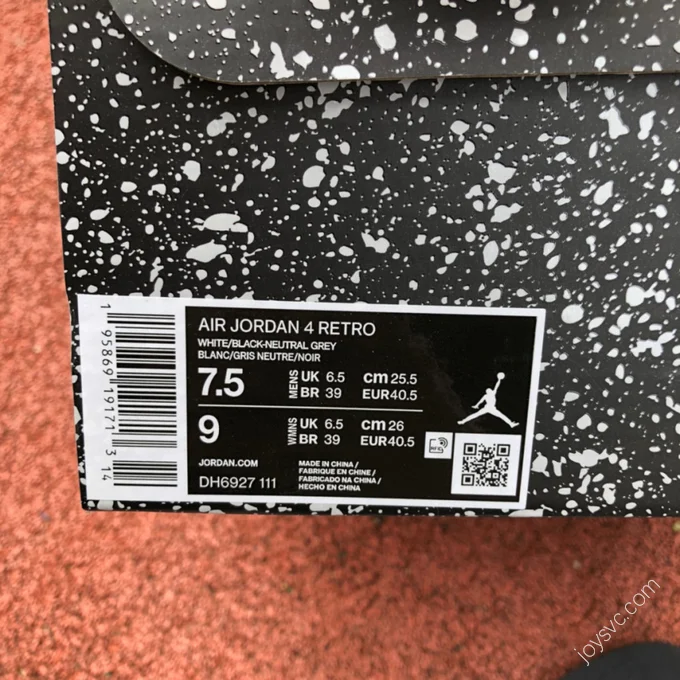 AIR JORDAN 4 RETRO
WHITE/BLACK-NEUTRAL GREY
BLANC/GRIS NEUTRE/NOIR
7.5 MENS UK 6.5 cm 25.5
BR 39 EUR 40.5
9 WMNS UK 6.5 cm 26
BR 39 EUR 40.5
JORDAN.COM
DH6927 111
MADE IN CHINA /
FABRIQUE EN CHINE /
FABRICADO NA CHINA /
HECHO EN CHINA
1 95869 19171 314
joysvc.com